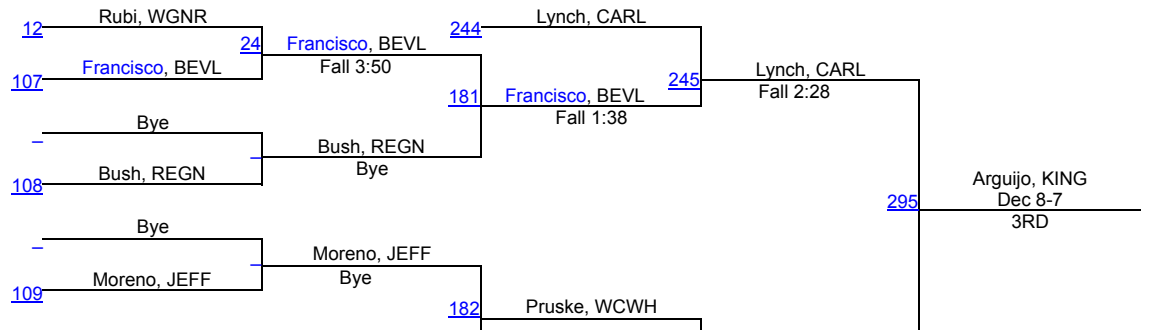 Rubi, WGNR
Lynch, CARL
12
244
24
Francisco, BEVL
Fall 3:50
Francisco, BEVL
107
Lynch, CARL
245
Fall 2:28
181
Francisco, BEVL
Fall 1:38
Bye
–
Bush, REGN
–
Bye
Bush, REGN
108
Arguijo, KING
295
Dec 8-7
3RD
Bye
–
Moreno, JEFF
–
Bye
Moreno, JEFF
109
182
Pruske, WCWH